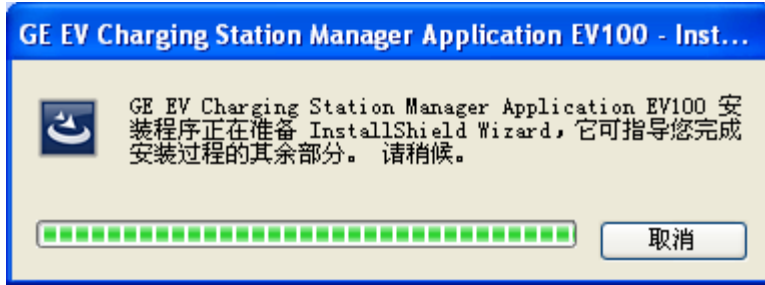 GE EV Charging Station Manager Application EV100 - Inst...
GE EV Charging Station Manager Application EV100 安
装程序正在准备 InstallShield Wizard，它可指导您完成
安装过程的其余部分。 请稍候。
取消